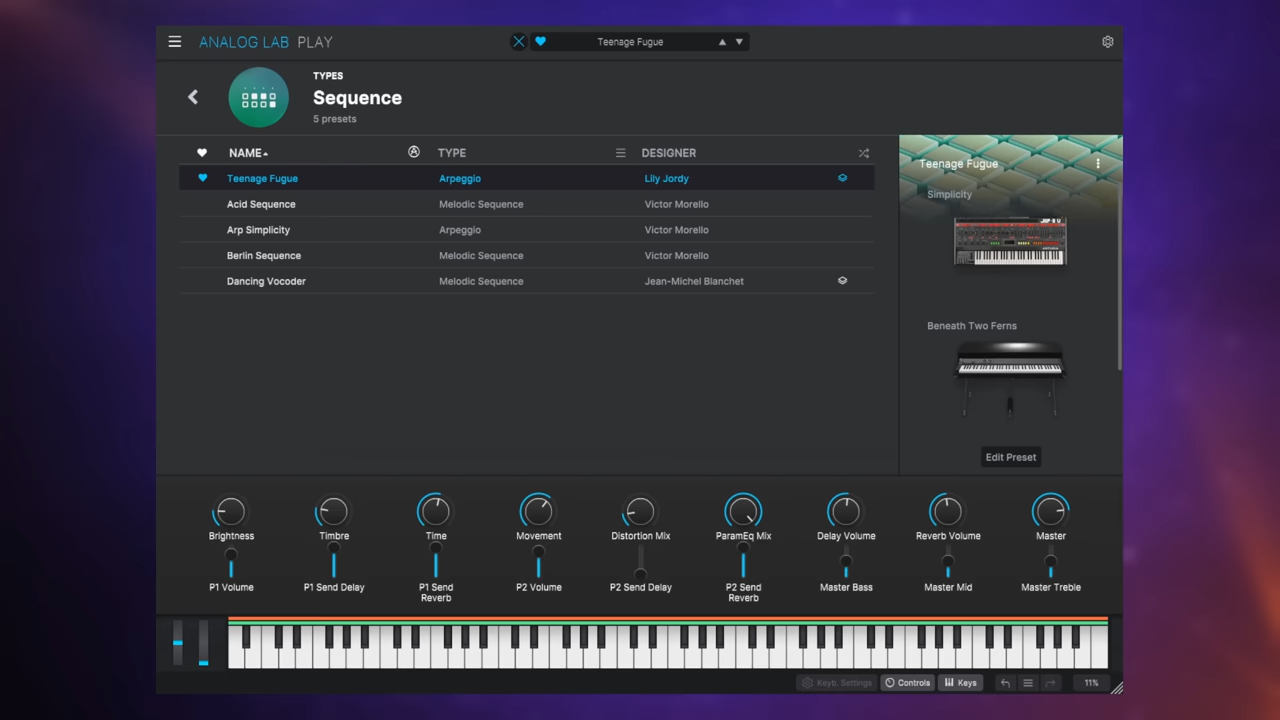 ANALOG LAB PLAY
Teenage Fugue
TYPES
Sequence
5 presets
NAME TYPE DESIGNER
Teenage Fugue Arpeggio Lily Jordy
Acid Sequence Melodic Sequence Victor Morello
Arp Simplicity Arpeggio Victor Morello
Berlin Sequence Melodic Sequence Victor Morello
Dancing Vocoder Melodic Sequence Jean-Michel Blanchet
Teenage Fugue
Simplicity
Beneath Two Ferns
Edit Preset
Brightness Timbre Time Movement Distortion Mix ParamEq Mix Delay Volume Reverb Volume Master
P1 Volume P1 Send Delay P1 Send P2 Volume P2 Send Delay P2 Send Master Bass Master Mid Master Treble
Reverb Reverb
Keyb. Settings Controls Keys 11%